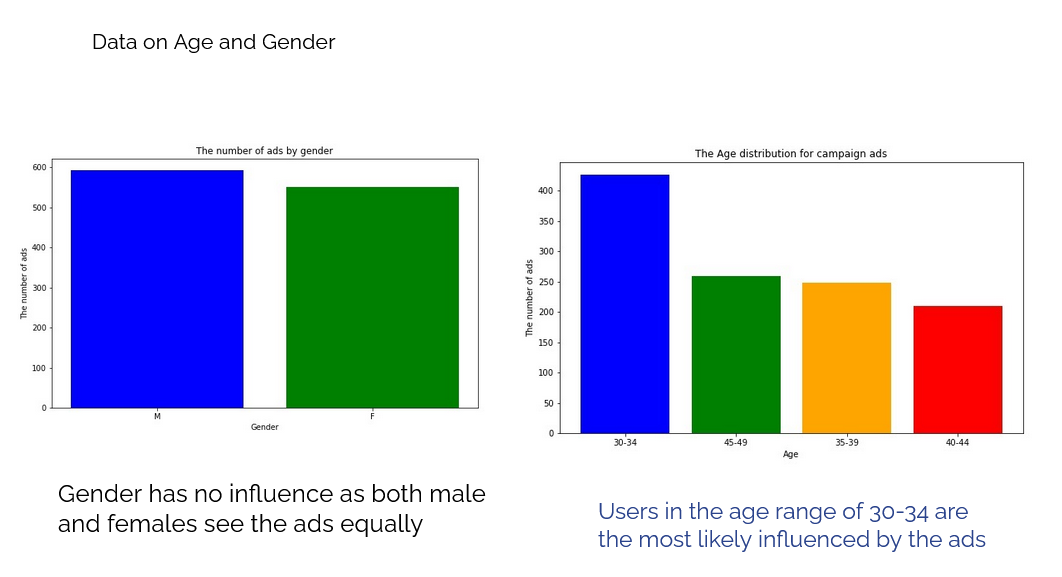 Data on Age and Gender
The number of ads by gender
600
500
400
300
200
100
0
The number of ads
M
F
Gender
The Age distribution for campaign ads
400
350
300
250
200
150
100
50
0
The number of ads
30-34
45-49
35-39
40-44
Age
Gender has no influence as both male
and females see the ads equally
Users in the age range of 30-34 are
the most likely influenced by the ads